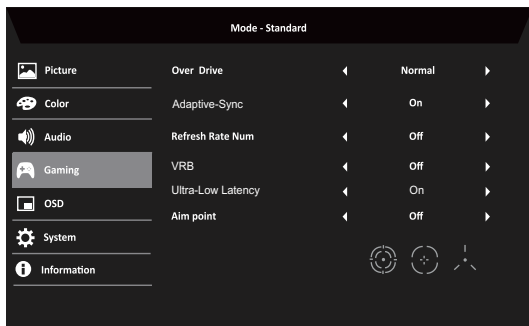 Mode - Standard
Picture
Color
Audio
Gaming
OSD
System
Information
Over Drive Normal
Adaptive-Sync On
Refresh Rate Num Off
VRB Off
Ultra-Low Latency On
Aim point Off